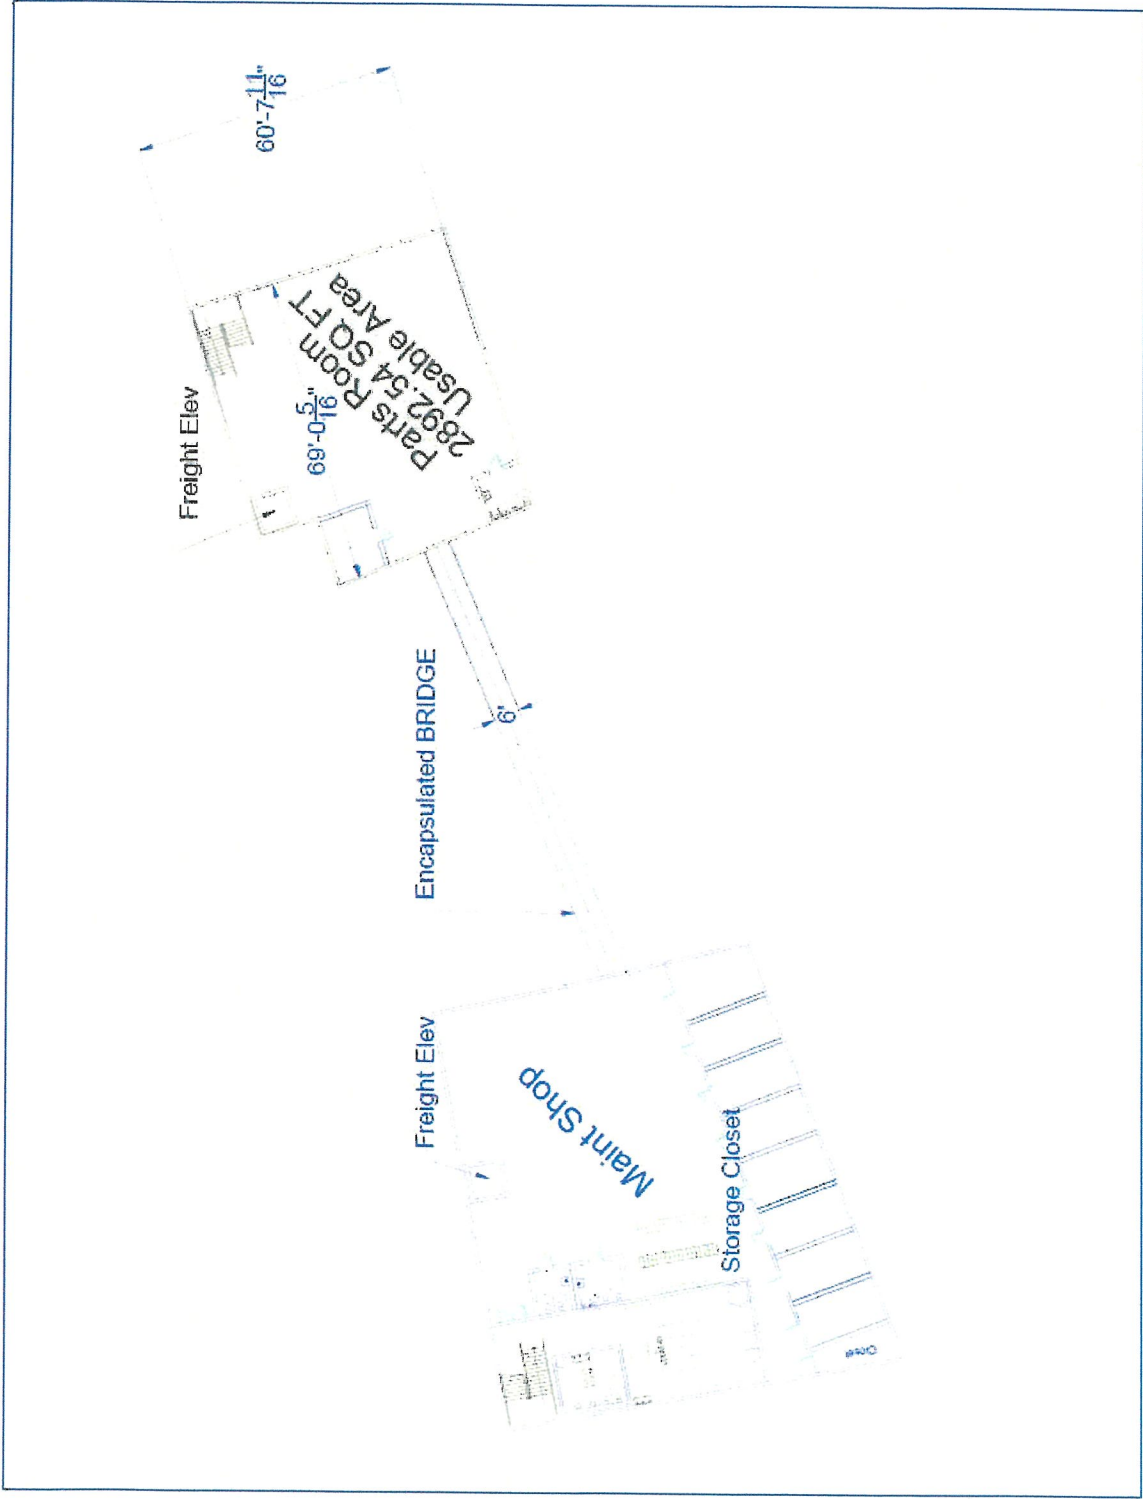 60'-7 11/16"
Freight Elev
69'-0 5/16"
Parts Room
2892.54 SQ FT
Usable Area
Encapsulated BRIDGE
6'
Freight Elev
Maint Shop
Storage Closet
Closet